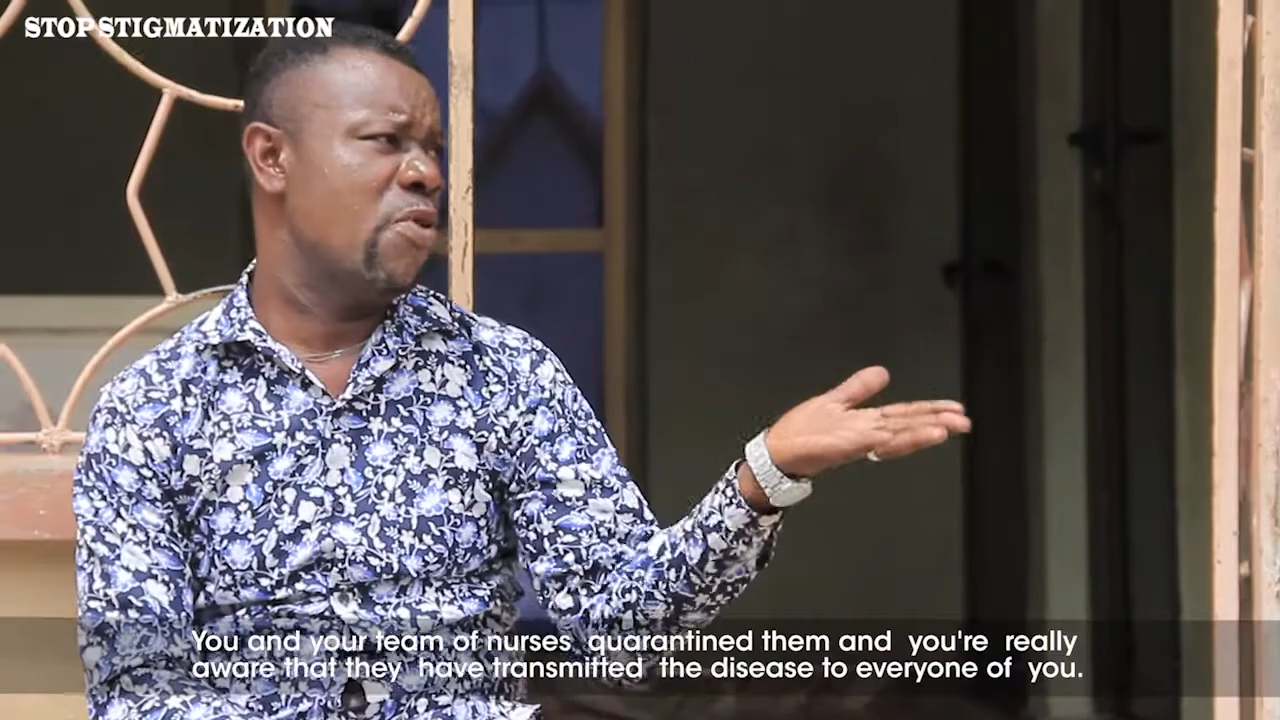 STOP STIGMATIZATION
You and your team of nurses quarantined them and you're really
aware that they have transmitted the disease to everyone of you.